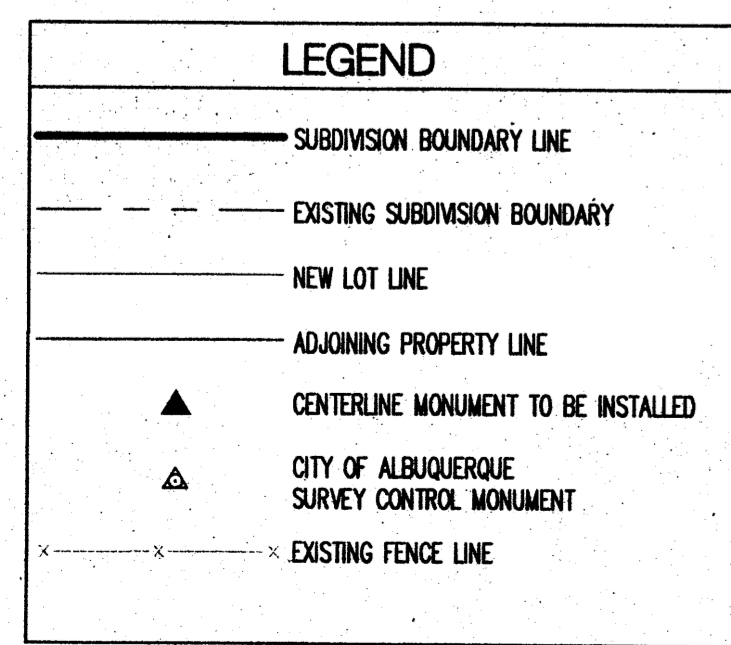 LEGEND
SUBDIVISION BOUNDARY LINE
EXISTING SUBDIVISION BOUNDARY
NEW LOT LINE
ADJOINING PROPERTY LINE
CENTERLINE MONUMENT TO BE INSTALLED
CITY OF ALBUQUERQUE
SURVEY CONTROL MONUMENT
X X X EXISTING FENCE LINE